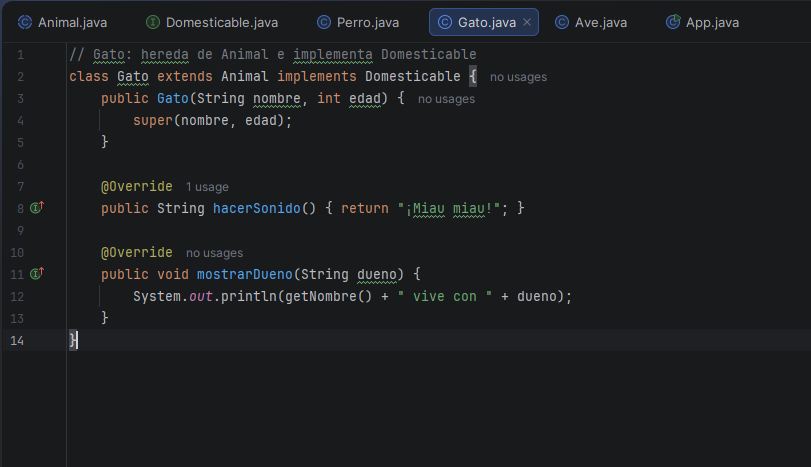 Animal.java Domesticable.java Perro.java Gato.java Ave.java App.java
1 // Gato: hereda de Animal e implementa Domesticable
2 class Gato extends Animal implements Domesticable { no usages
3 public Gato(String nombre, int edad) { no usages
4 super(nombre, edad);
5 }
6
7 @Override 1 usage
8 public String hacerSonido() { return "¡Miau miau!"; }
9
10 @Override no usages
11 public void mostrarDueno(String dueno) {
12 System.out.println(getNombre() + " vive con " + dueno);
13 }
14 }